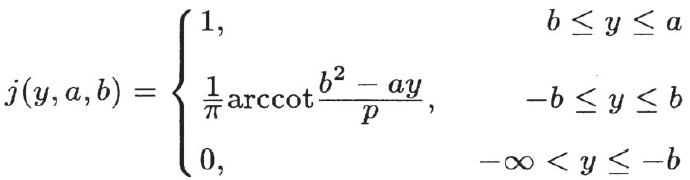 j(y, a, b) = { 1, b ≤ y ≤ a
1/π arccot (b² − ay)/p, −b ≤ y ≤ b
0, −∞ < y ≤ −b